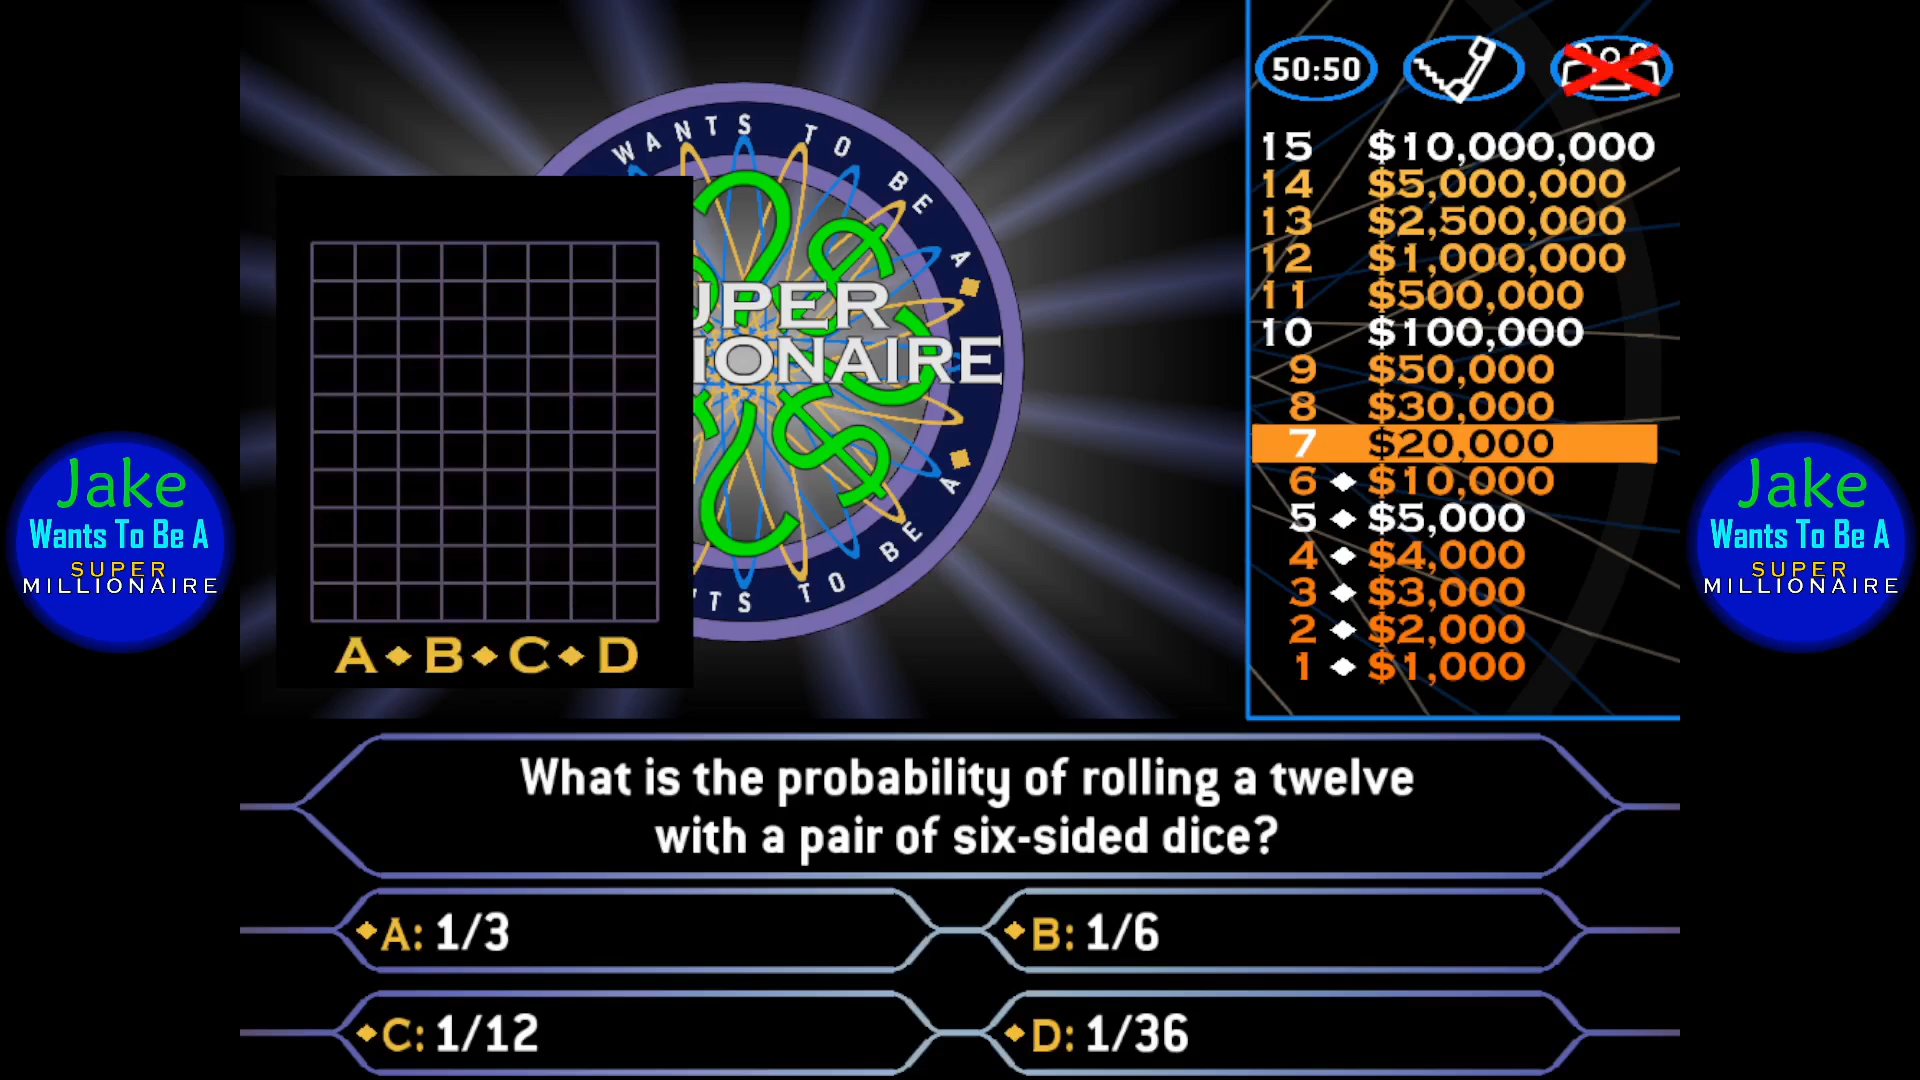 WANTS TO BE A
UPER
IONAIRE
TS TO BE A
50:50
15 $10,000,000
14 $5,000,000
13 $2,500,000
12 $1,000,000
11 $500,000
10 $100,000
9 $50,000
8 $30,000
7 $20,000
6 ◆ $10,000
5 ◆ $5,000
4 ◆ $4,000
3 ◆ $3,000
2 ◆ $2,000
1 ◆ $1,000
A◆B◆C◆D
Jake
Wants To Be A
SUPER
MILLIONAIRE
Jake
Wants To Be A
SUPER
MILLIONAIRE
What is the probability of rolling a twelve
with a pair of six-sided dice?
◆A: 1/3
◆B: 1/6
◆C: 1/12
◆D: 1/36